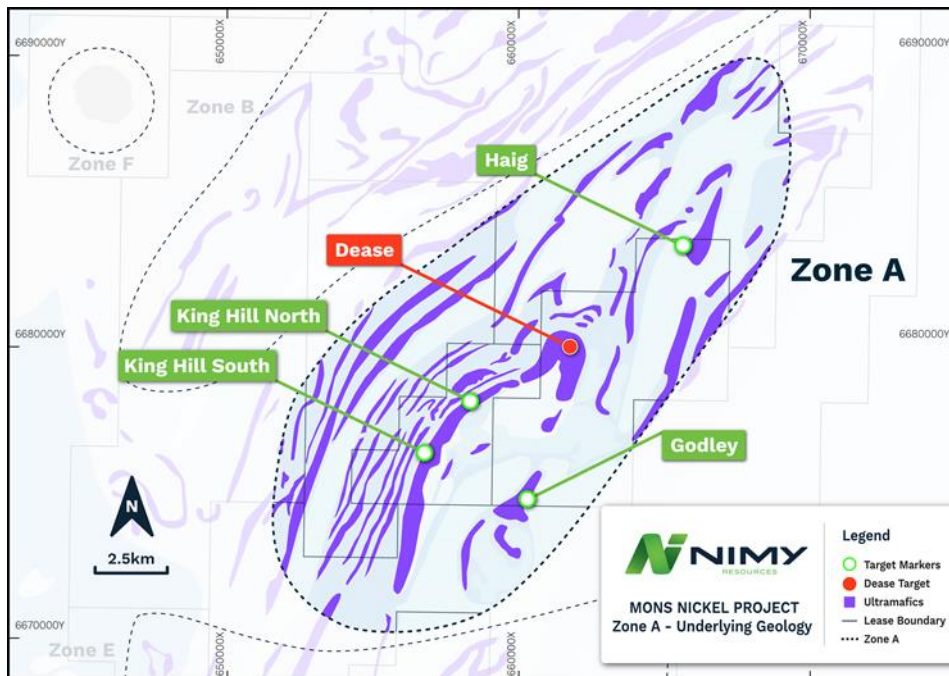 650000X
660000X
670000X
6690000Y
6690000Y
Zone B
Zone F
Haig
Dease
Zone A
King Hill North
6680000Y
6680000Y
King Hill South
Godley
N
2.5km
NIMY
RESOURCES
MONS NICKEL PROJECT
Zone A - Underlying Geology
Legend
Target Markers
Dease Target
Ultramafics
Lease Boundary
Zone A
6670000Y
Zone E
650000X
660000X